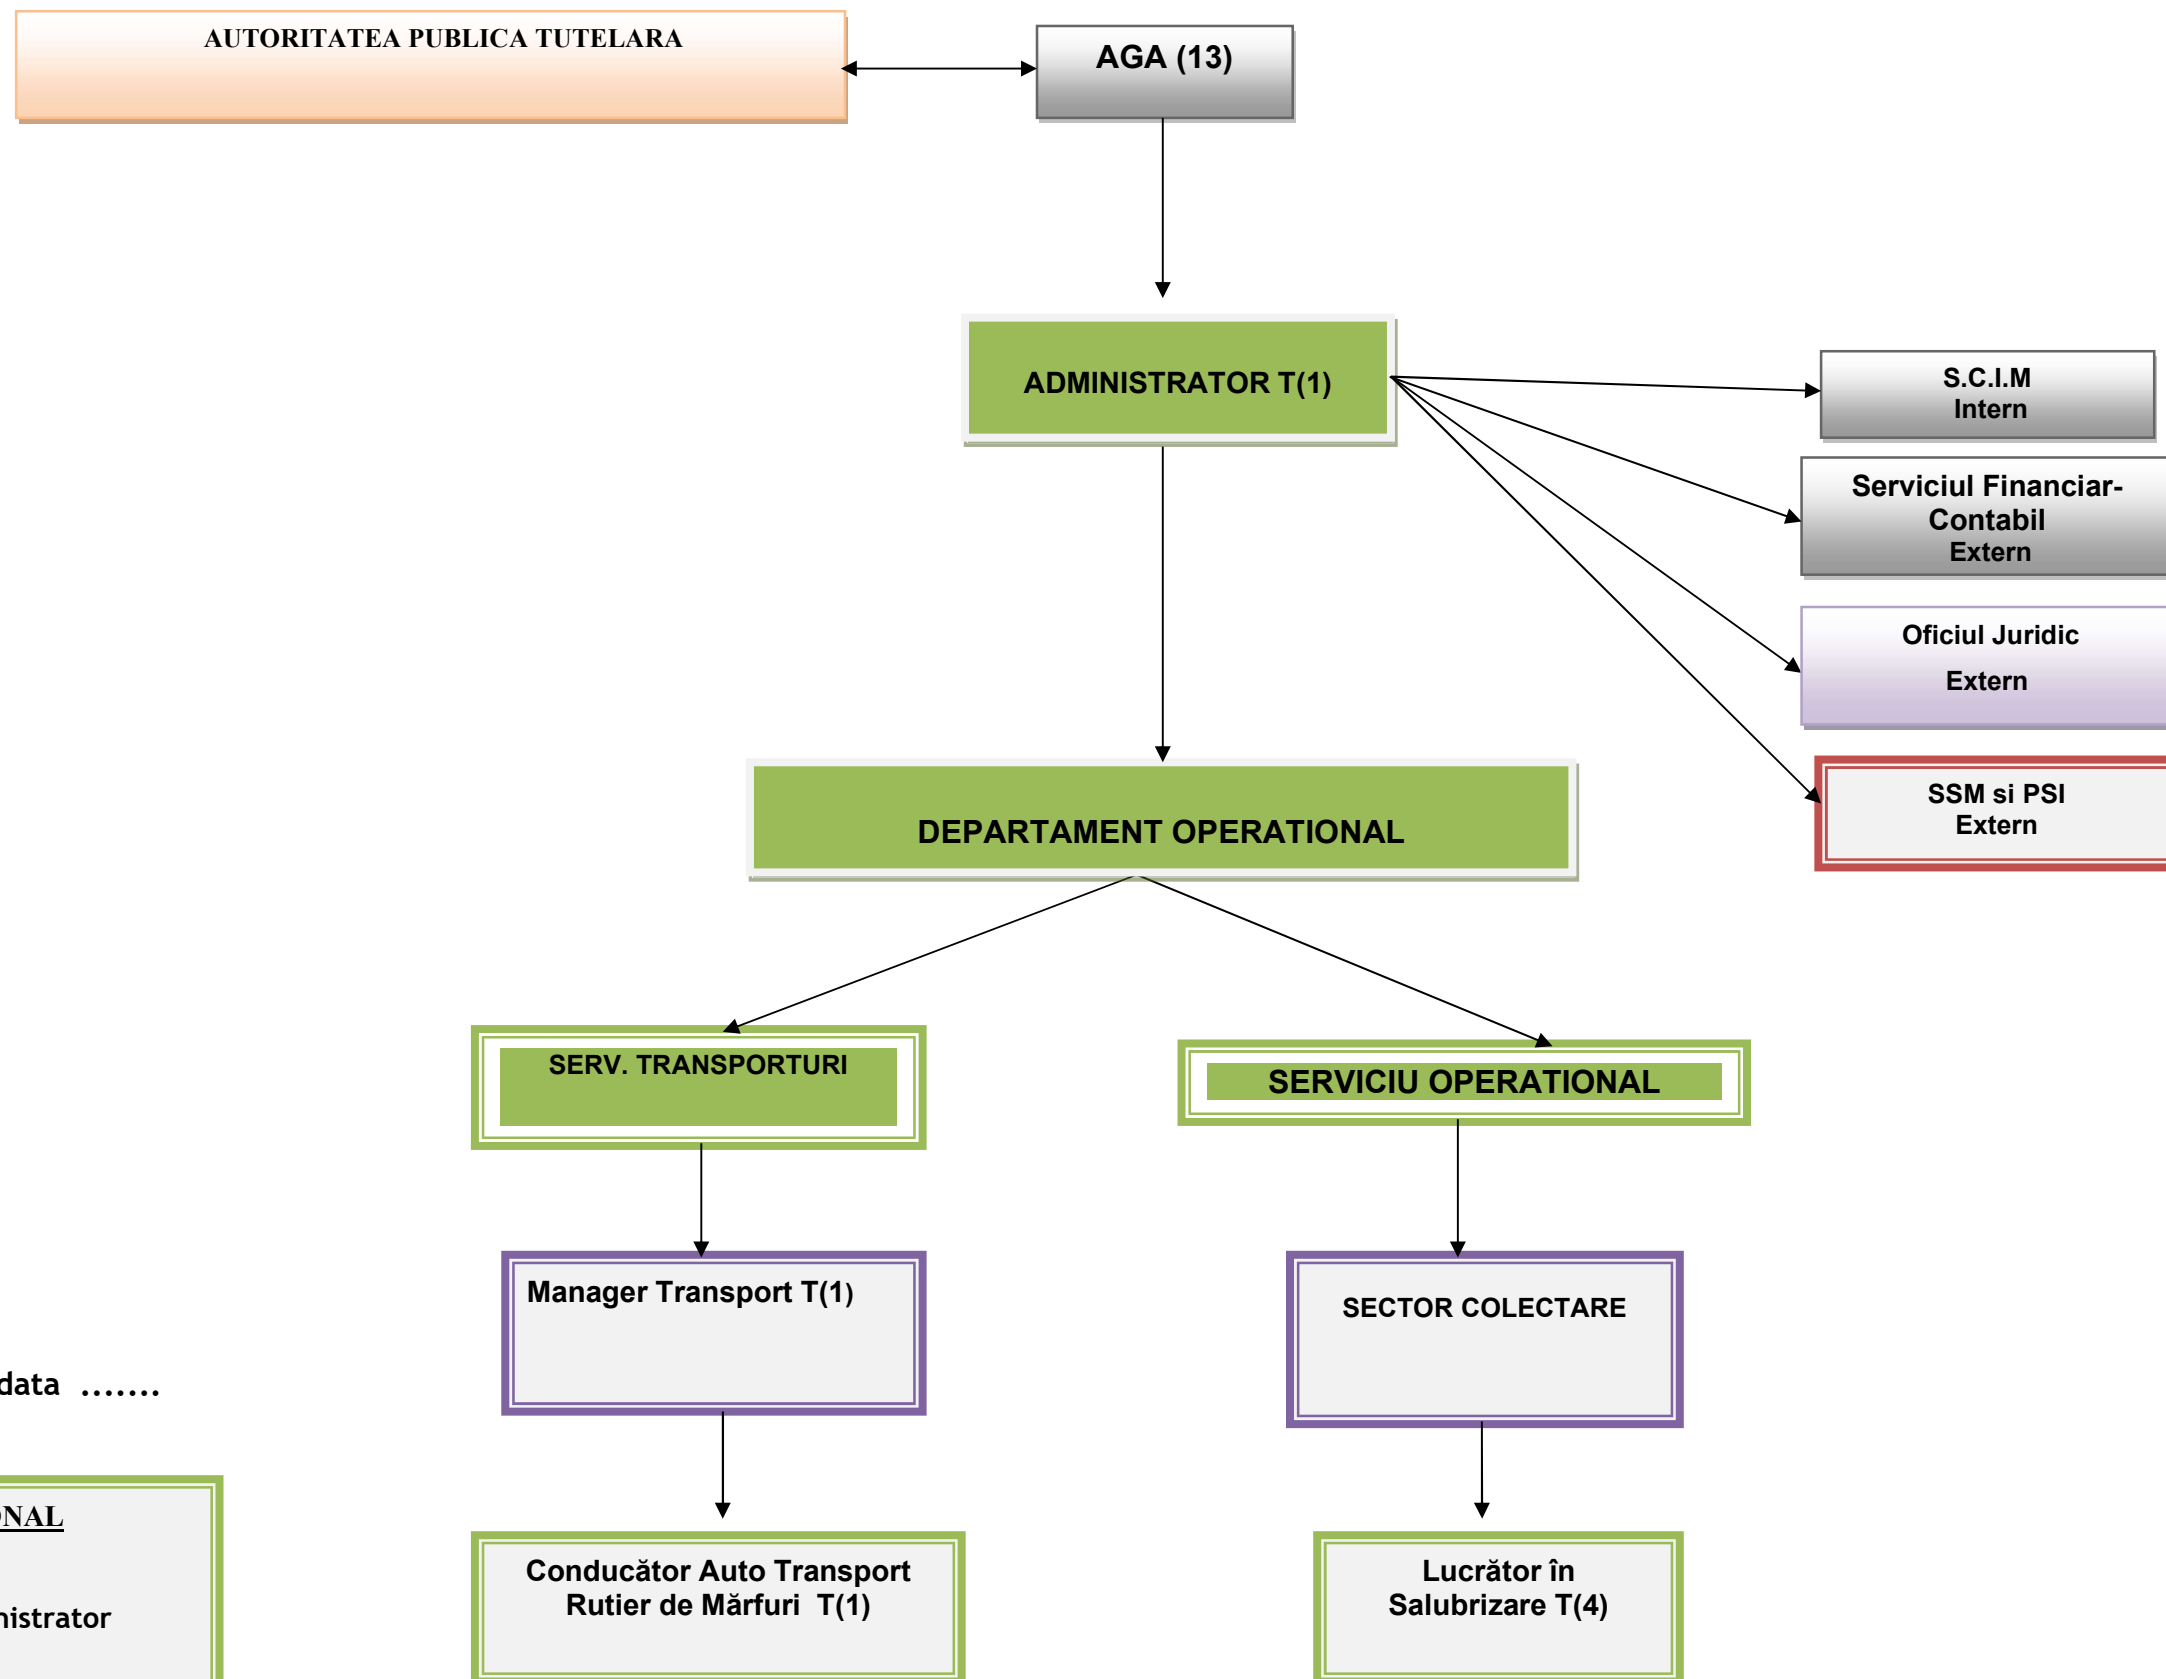 AUTORITATEA PUBLICA TUTELARA
AGA (13)
ADMINISTRATOR T(1)
S.C.I.M
Intern
Serviciul Financiar-
Contabil
Extern
Oficiul Juridic
Extern
SSM si PSI
Extern
DEPARTAMENT OPERATIONAL
SERV. TRANSPORTURI
SERVICIU OPERATIONAL
Manager Transport T(1)
SECTOR COLECTARE
data .......
Conducător Auto Transport
Rutier de Mărfuri T(1)
Lucrător în
Salubrizare T(4)